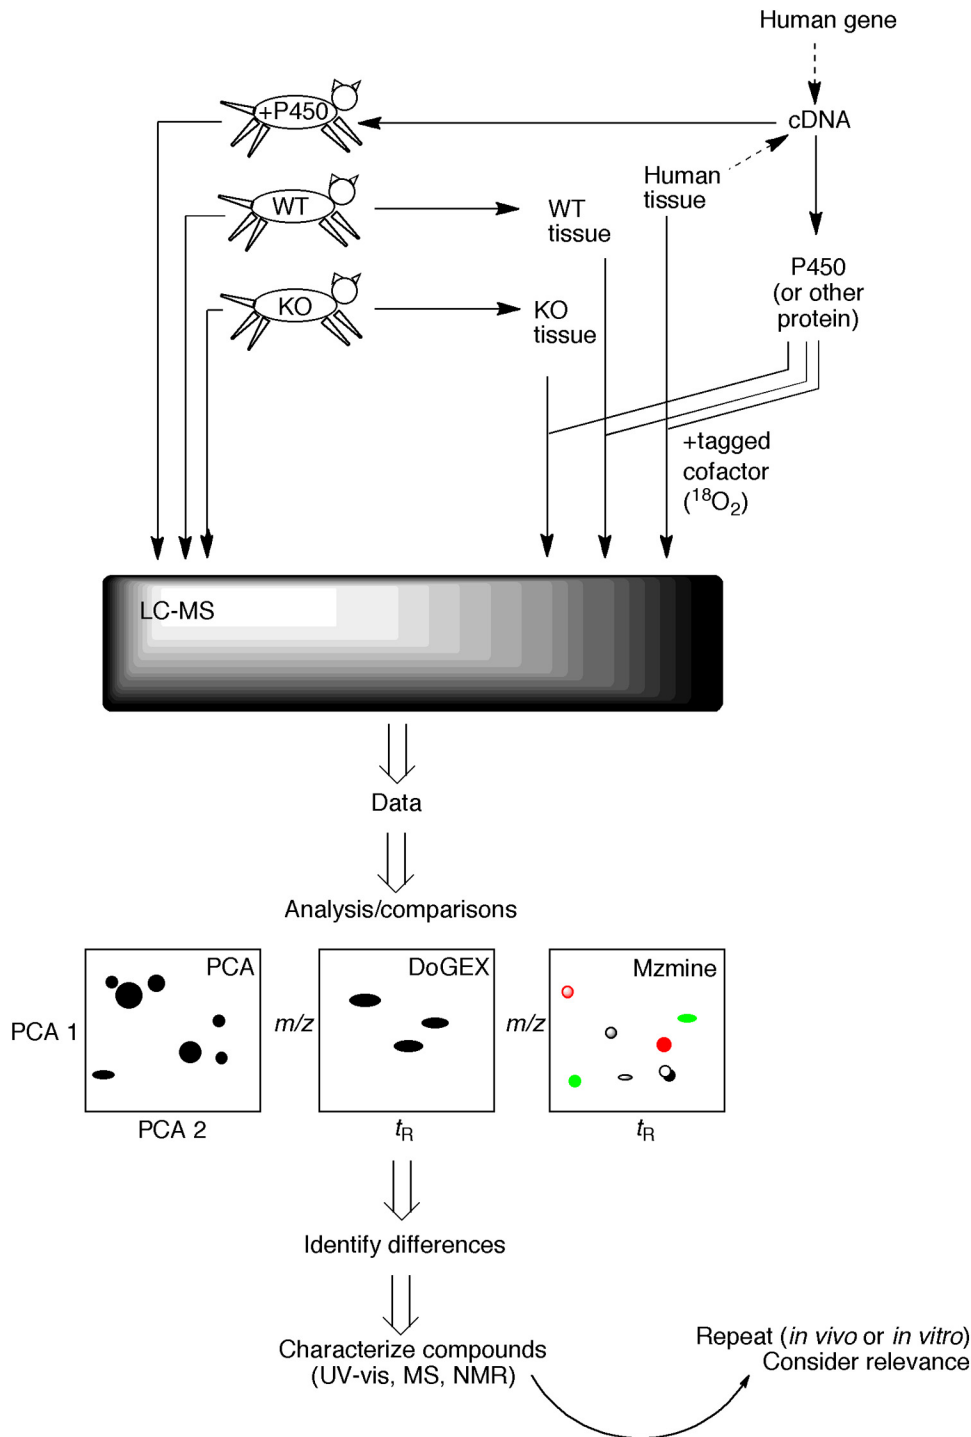 Human gene
+P450
cDNA
Human
tissue
WT
WT
tissue
P450
(or other
protein)
KO
KO
tissue
+tagged
cofactor
(¹⁸O₂)
LC-MS
Data
Analysis/comparisons
PCA
DoGEX
Mzmine
PCA 1
m/z
m/z
PCA 2
tR
tR
Identify differences
Characterize compounds
(UV-vis, MS, NMR)
Repeat (in vivo or in vitro)
Consider relevance